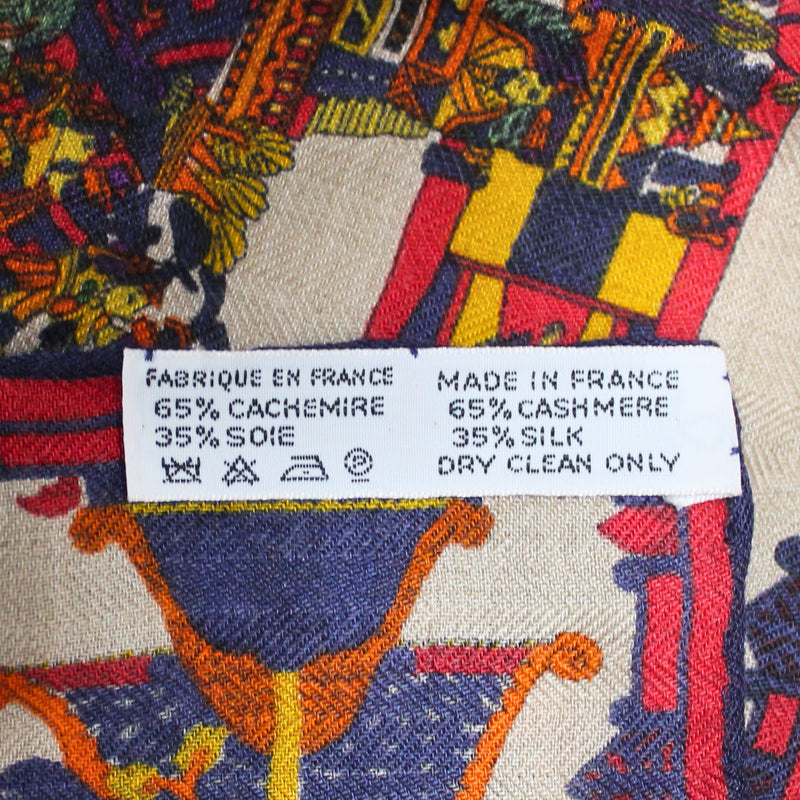 FABRIQUE EN FRANCE
65% CACHEMIRE
35% SOIE
MADE IN FRANCE
65% CASHMERE
35% SILK
DRY CLEAN ONLY